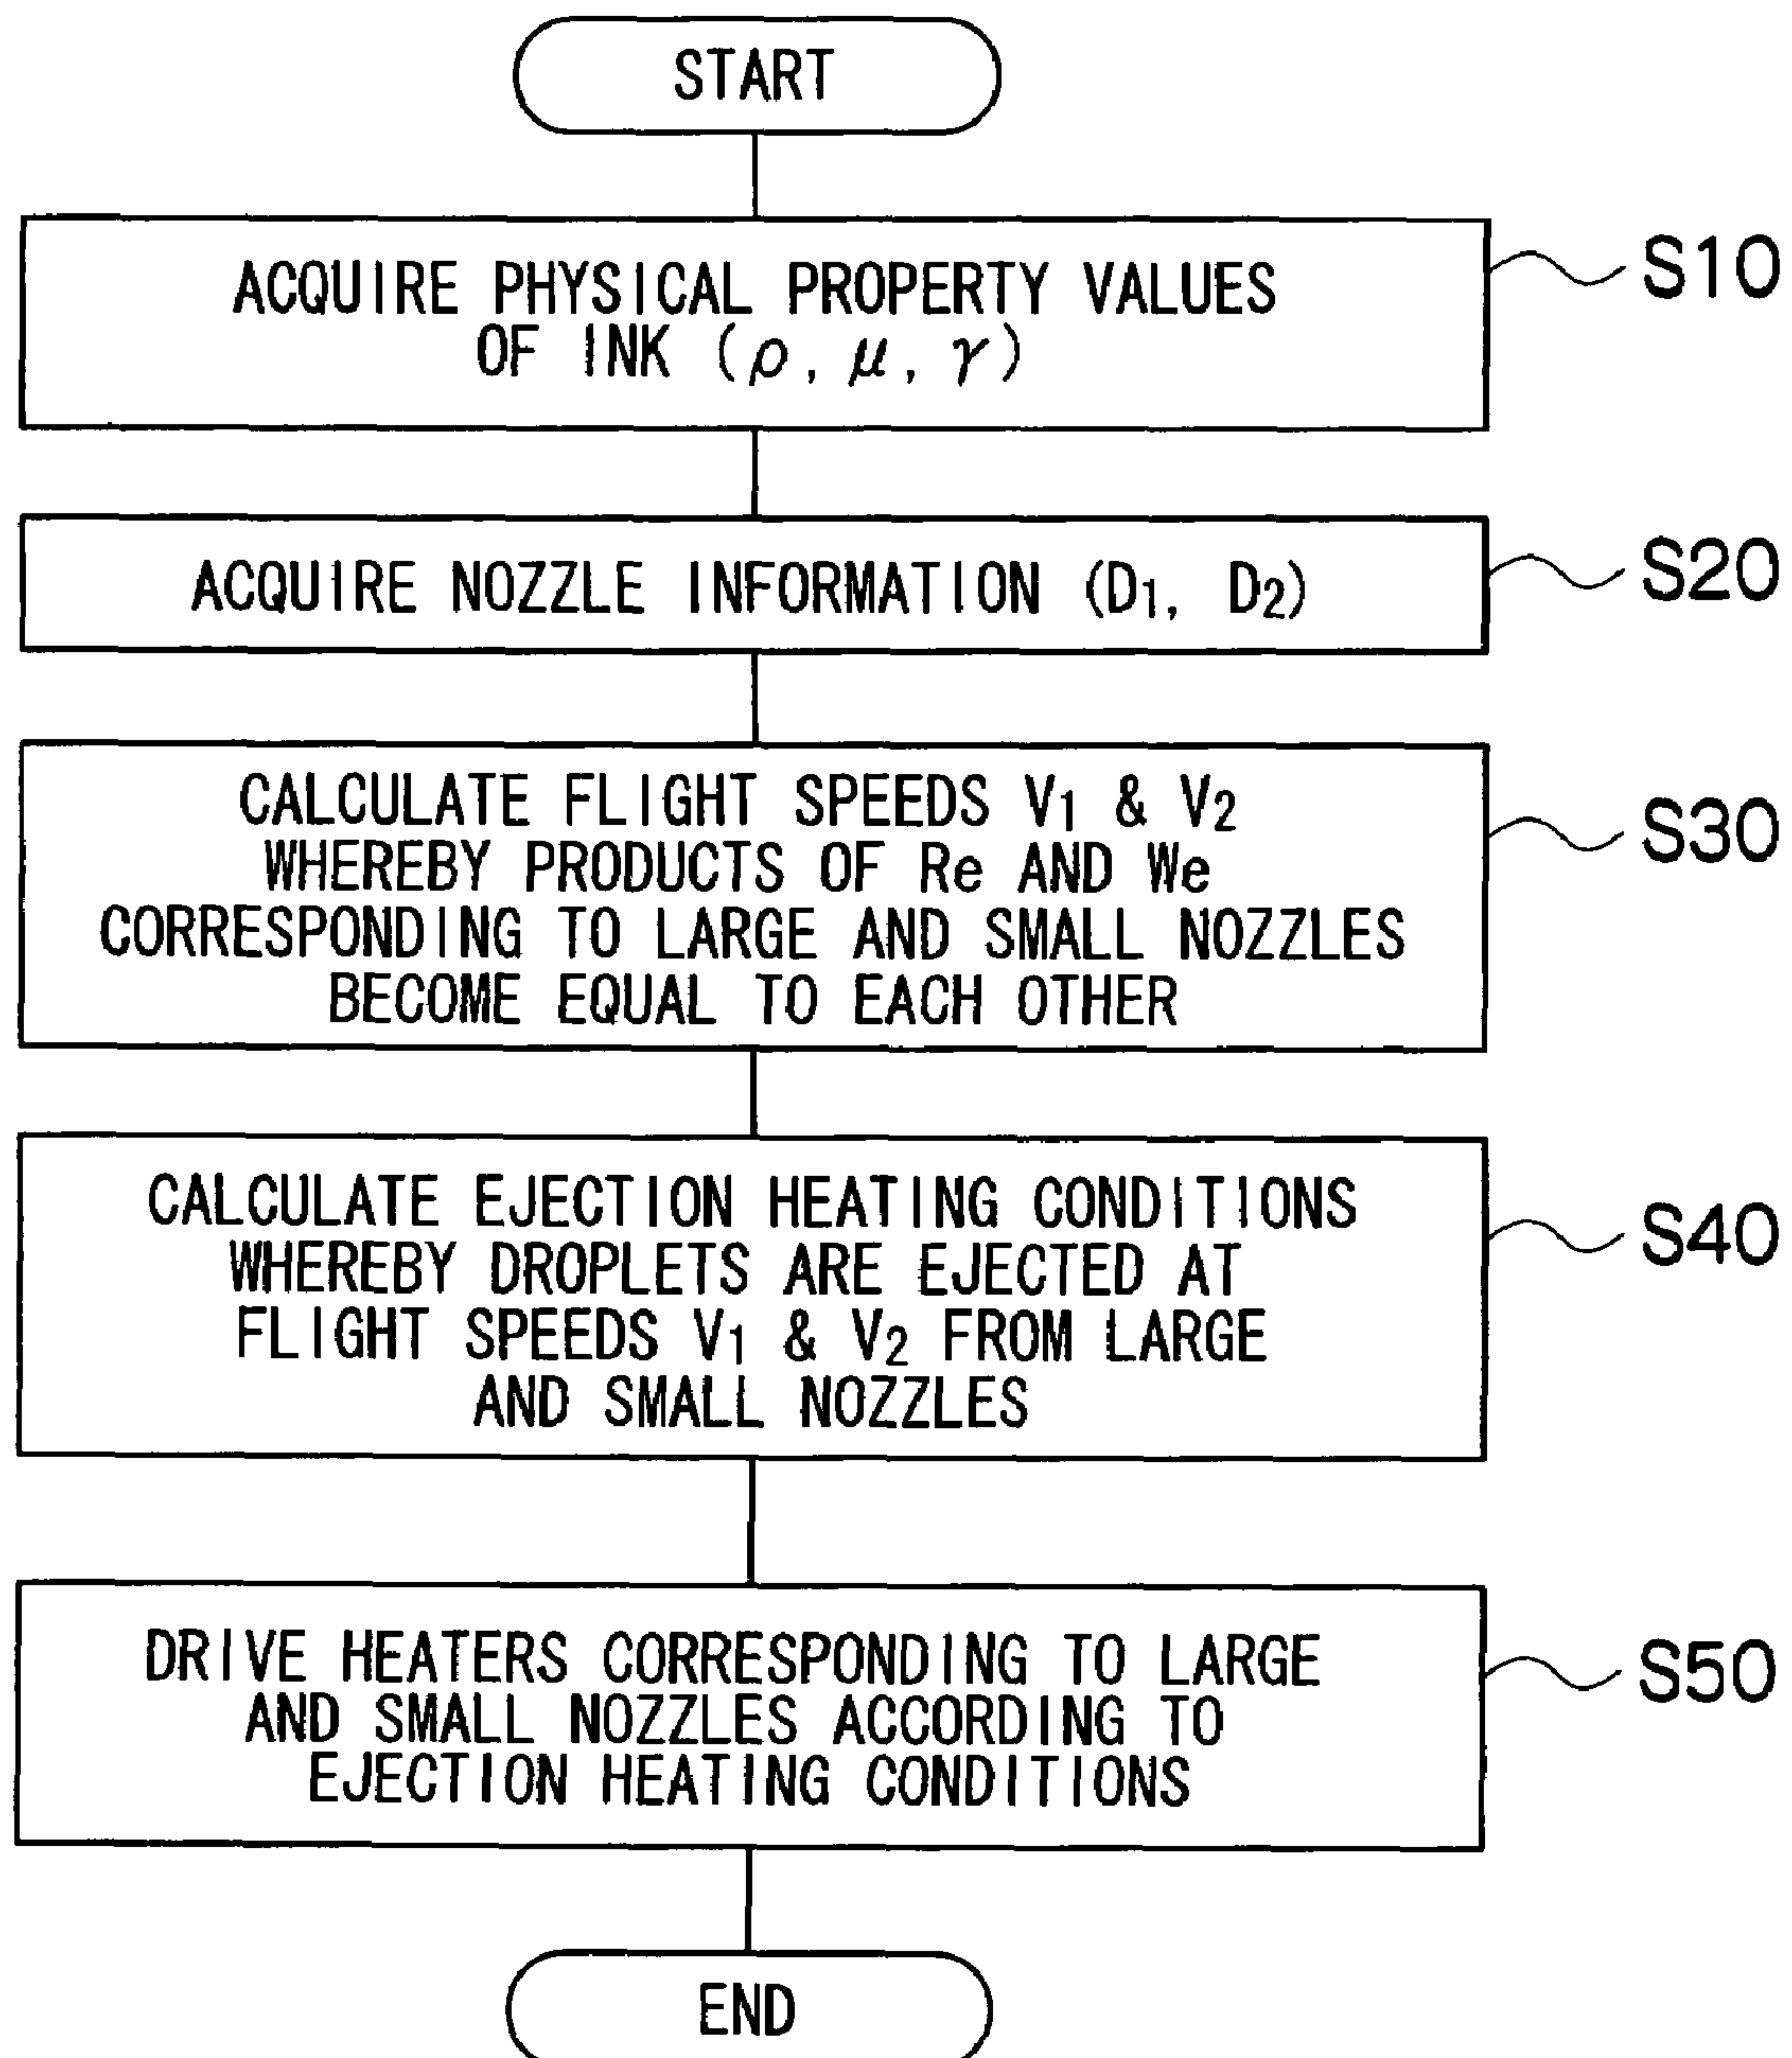 START
ACQUIRE PHYSICAL PROPERTY VALUES
OF INK (ρ, μ, γ)
S10
ACQUIRE NOZZLE INFORMATION (D1, D2)
S20
CALCULATE FLIGHT SPEEDS V1 & V2
WHEREBY PRODUCTS OF Re AND We
CORRESPONDING TO LARGE AND SMALL NOZZLES
BECOME EQUAL TO EACH OTHER
S30
CALCULATE EJECTION HEATING CONDITIONS
WHEREBY DROPLETS ARE EJECTED AT
FLIGHT SPEEDS V1 & V2 FROM LARGE
AND SMALL NOZZLES
S40
DRIVE HEATERS CORRESPONDING TO LARGE
AND SMALL NOZZLES ACCORDING TO
EJECTION HEATING CONDITIONS
S50
END